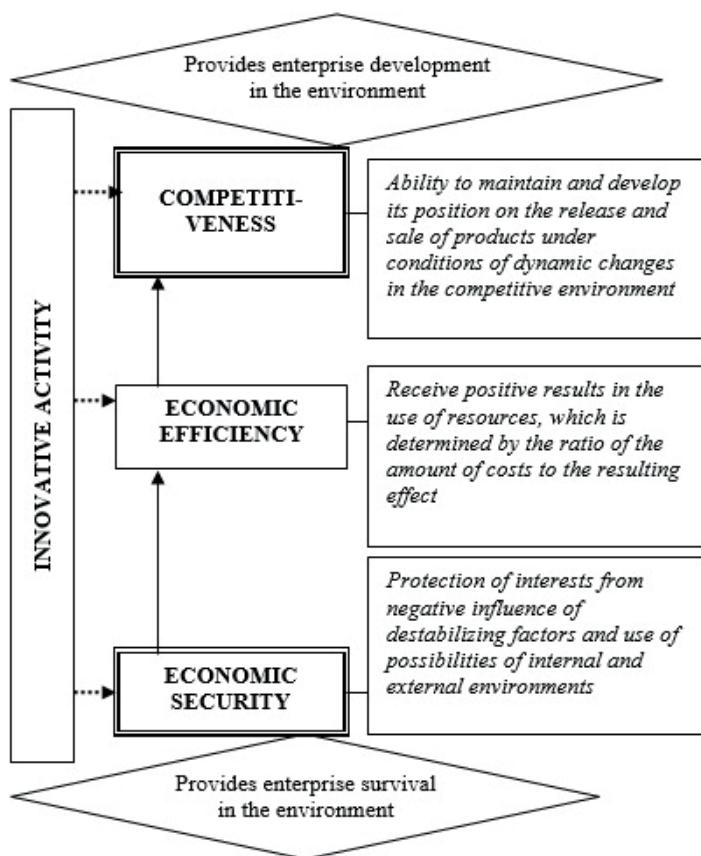 Provides enterprise development
in the environment
INNOVATIVE ACTIVITY
COMPETITI-
VENESS
Ability to maintain and develop
its position on the release and
sale of products under
conditions of dynamic changes
in the competitive environment
ECONOMIC
EFFICIENCY
Receive positive results in the
use of resources, which is
determined by the ratio of the
amount of costs to the resulting
effect
ECONOMIC
SECURITY
Protection of interests from
negative influence of
destabilizing factors and use of
possibilities of internal and
external environments
Provides enterprise survival
in the environment